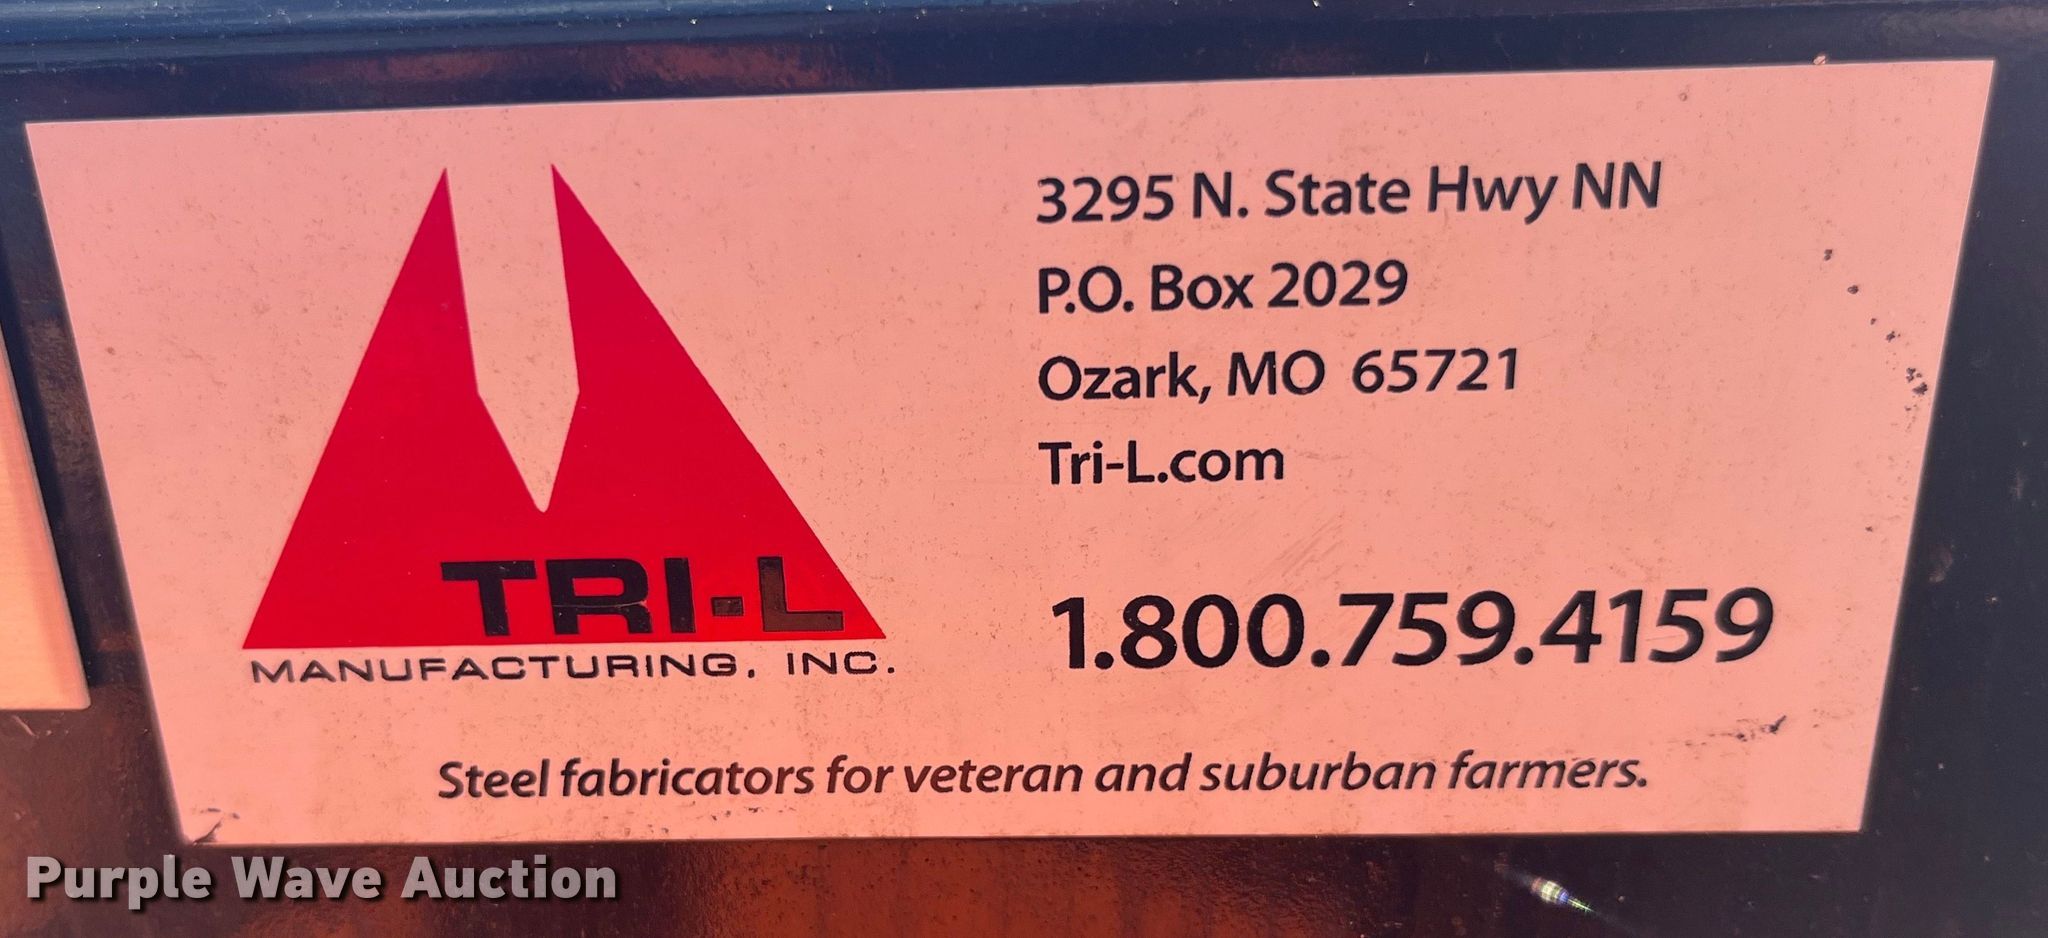 TRI-L
MANUFACTURING, INC.
3295 N. State Hwy NN
P.O. Box 2029
Ozark, MO 65721
Tri-L.com
1.800.759.4159
Steel fabricators for veteran and suburban farmers.
Purple Wave Auction